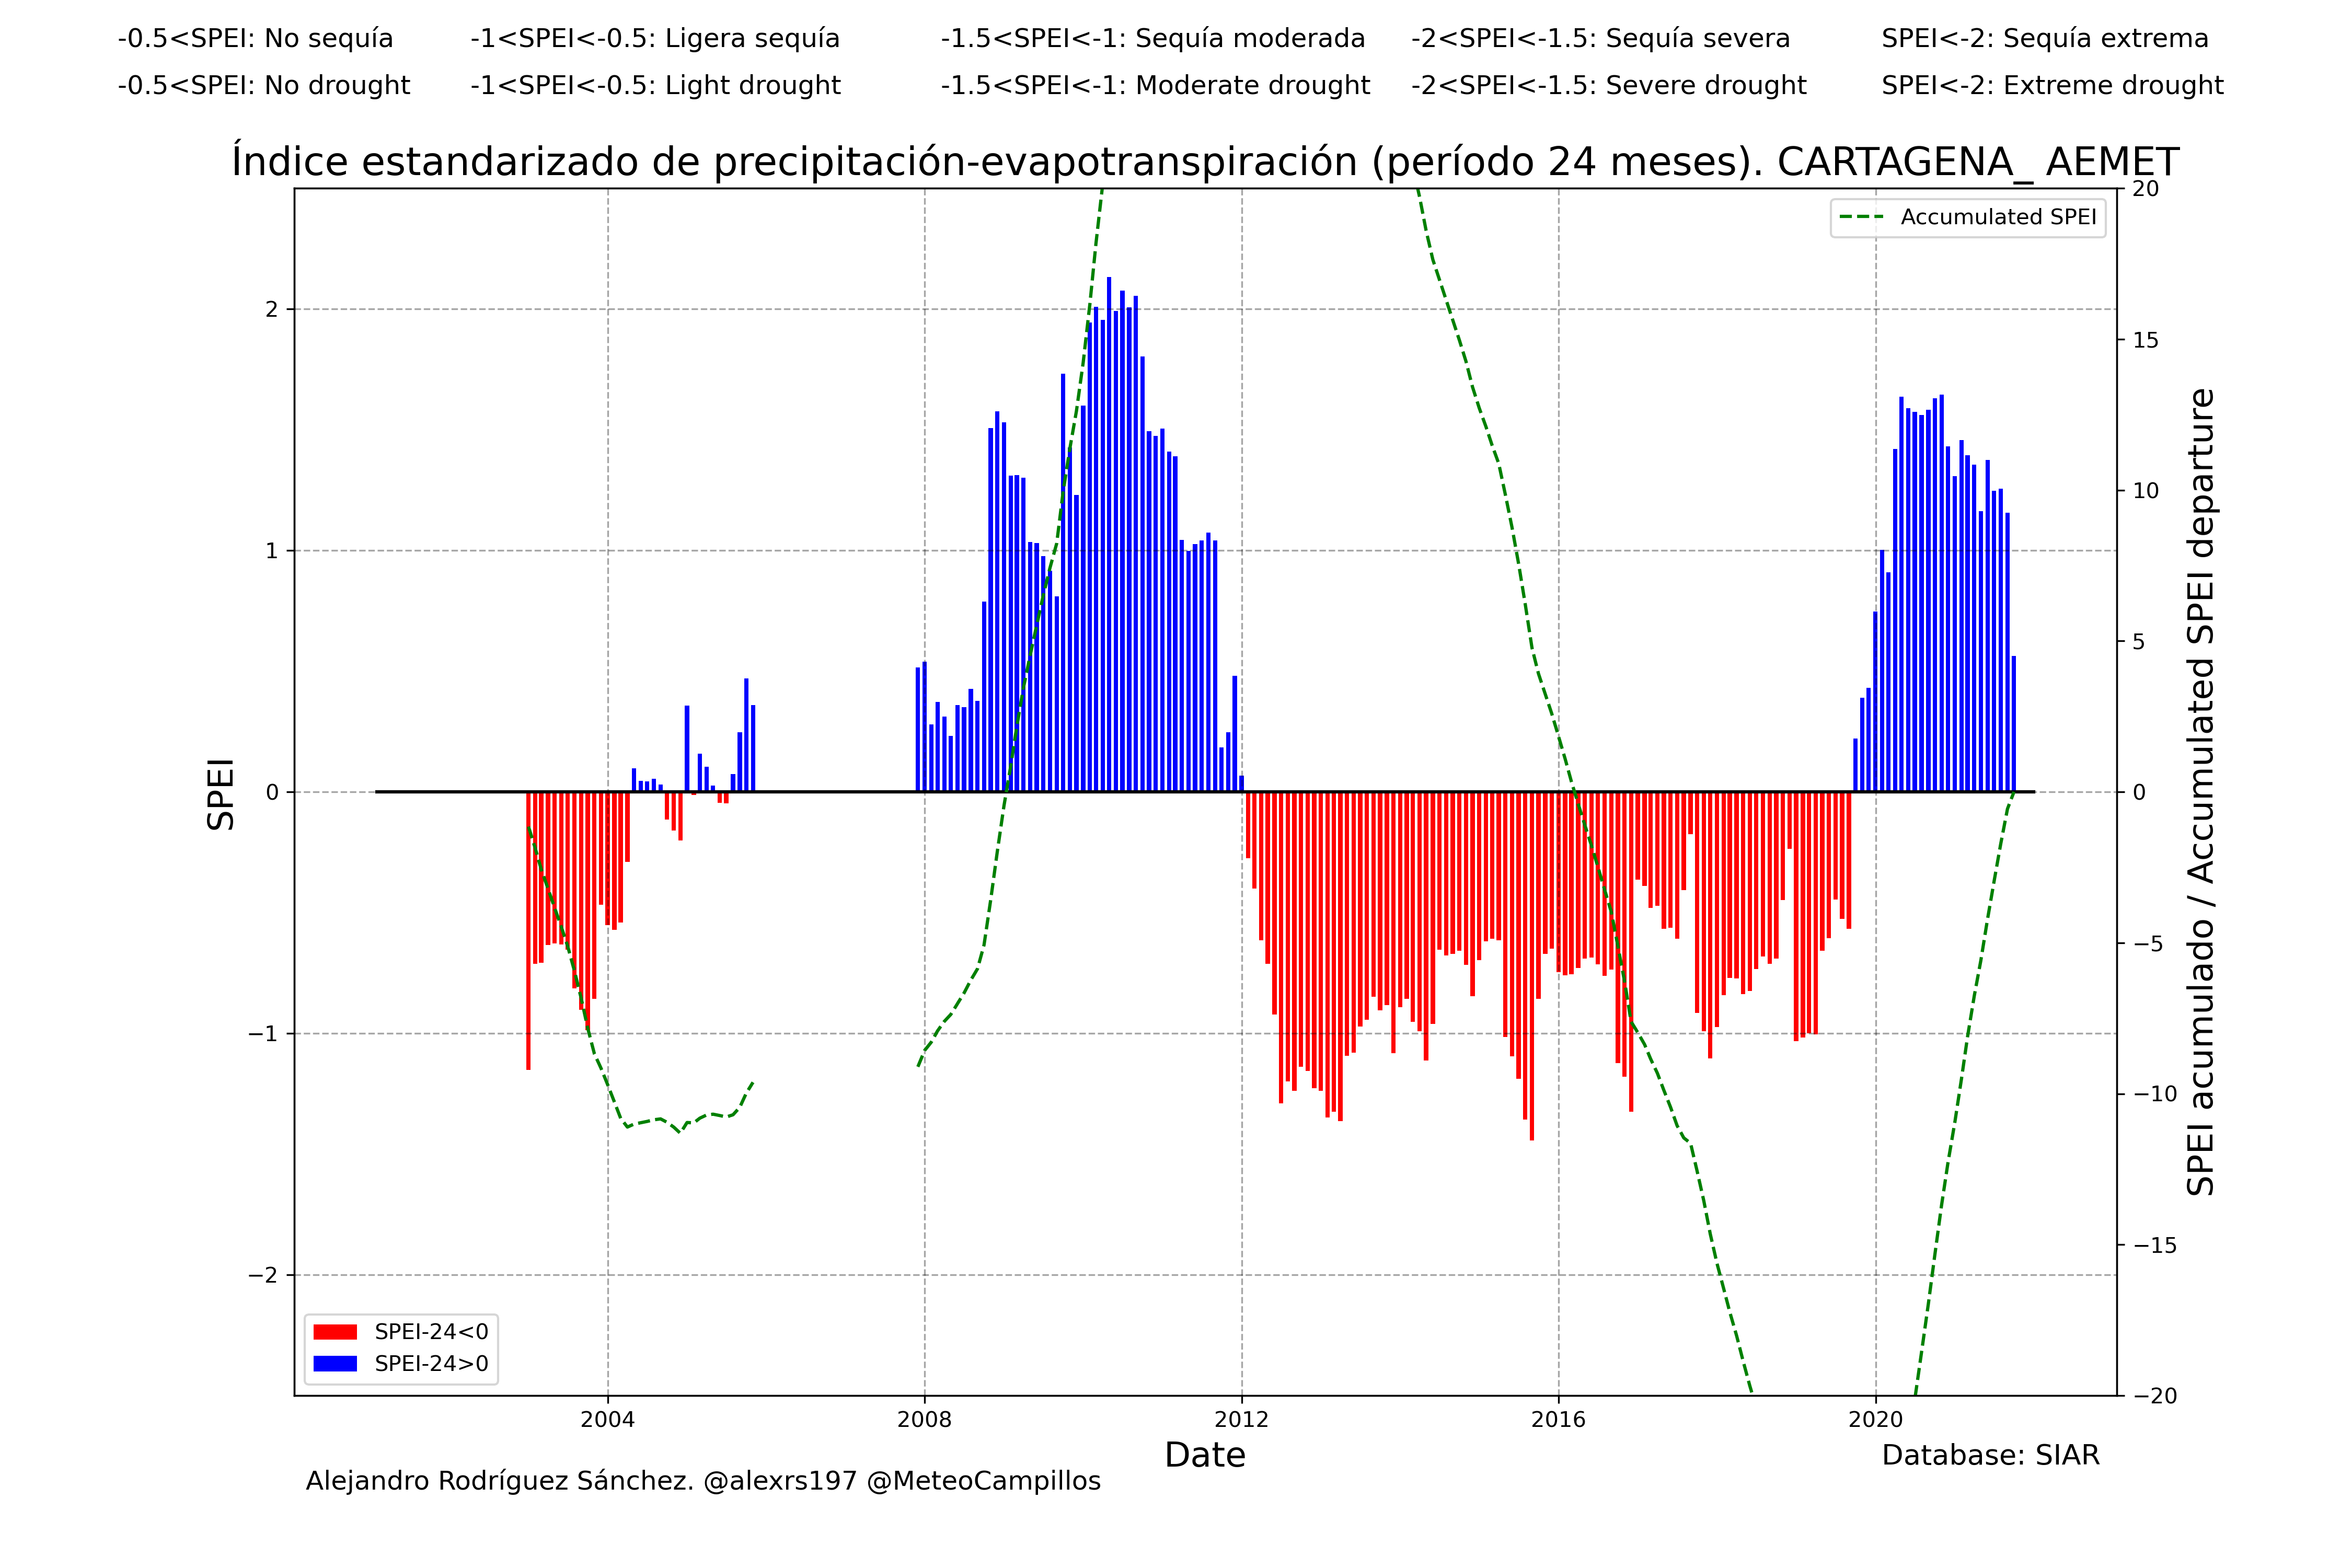 -0.5<SPEI: No sequía -1<SPEI<-0.5: Ligera sequía -1.5<SPEI<-1: Sequía moderada -2<SPEI<-1.5: Sequía severa SPEI<-2: Sequía extrema
-0.5<SPEI: No drought -1<SPEI<-0.5: Light drought -1.5<SPEI<-1: Moderate drought -2<SPEI<-1.5: Severe drought SPEI<-2: Extreme drought
Índice estandarizado de precipitación-evapotranspiración (período 24 meses). CARTAGENA_ AEMET
Accumulated SPEI
SPEI
2
1
0
−1
−2
20
15
10
5
0
−5
−10
−15
−20
SPEI acumulado / Accumulated SPEI departure
SPEI-24<0
SPEI-24>0
2004 2008 2012 2016 2020
Date
Database: SIAR
Alejandro Rodríguez Sánchez. @alexrs197 @MeteoCampillos